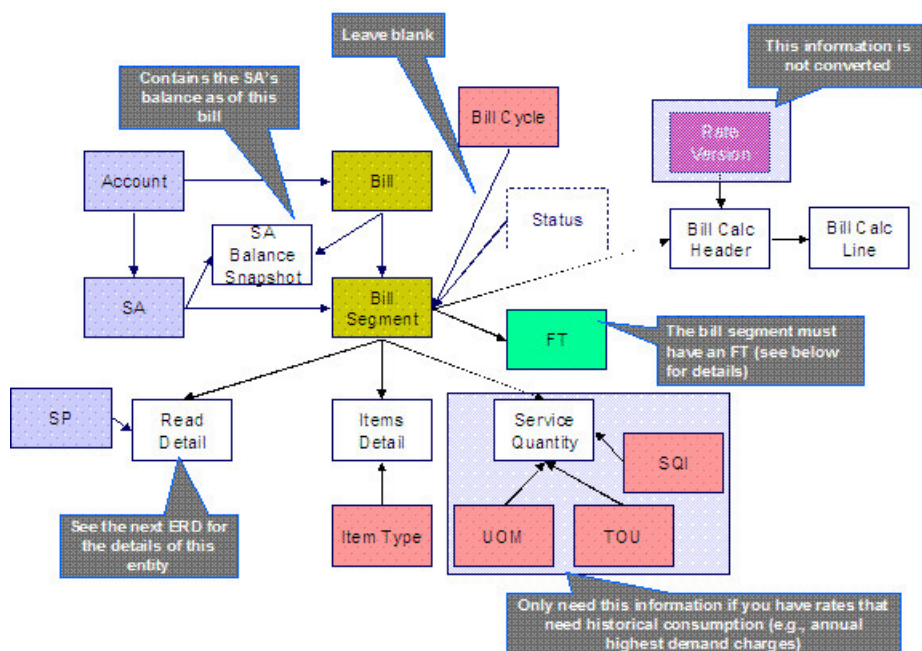 Leave blank
This information is
not converted
Contains the SA's
balance as of this
bill
Bill Cycle
Rate
Version
Account
Bill
Status
SA
Balance
Snapshot
Bill Calc
Header
Bill Calc
Line
SA
Bill
Segment
FT
The bill segment must
have an FT (see below
for details)
SP
Read
Detail
Items
Detail
Service
Quantity
SQI
See the next ERD for
the details of this
entity
Item Type
UOM
TOU
Only need this information if you have rates that
need historical consumption (e.g., annual
highest demand charges)